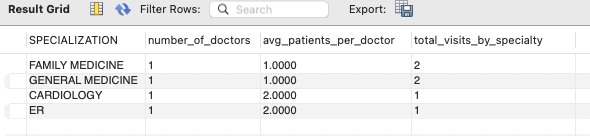 Result Grid Filter Rows: Search Export:
SPECIALIZATION number_of_doctors avg_patients_per_doctor total_visits_by_specialty
FAMILY MEDICINE 1 1.0000 2
GENERAL MEDICINE 1 1.0000 2
CARDIOLOGY 1 2.0000 1
ER 1 2.0000 1